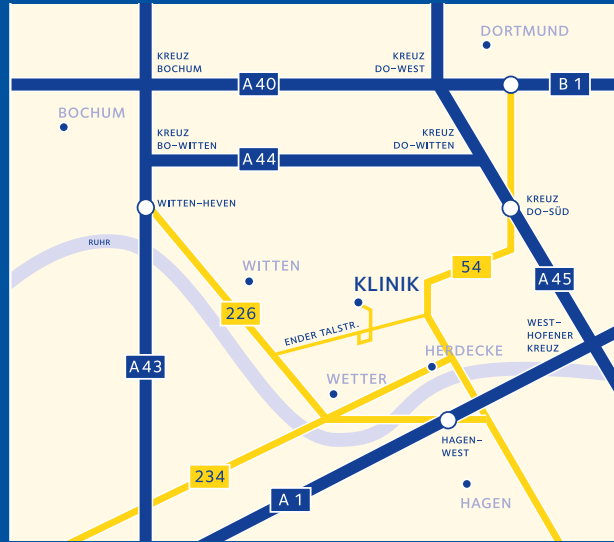 DORTMUND
KREUZ
BOCHUM
KREUZ
DO-WEST
A 40
B 1
BOCHUM
KREUZ
BO-WITTEN
KREUZ
DO-WITTEN
A 44
WITTEN-HEVEN
KREUZ
DO-SÜD
RUHR
WITTEN
54
A 45
KLINIK
226
ENDER TALSTR.
WEST-
HOFENER
KREUZ
HERDECKE
A 43
WETTER
HAGEN-
WEST
234
A 1
HAGEN